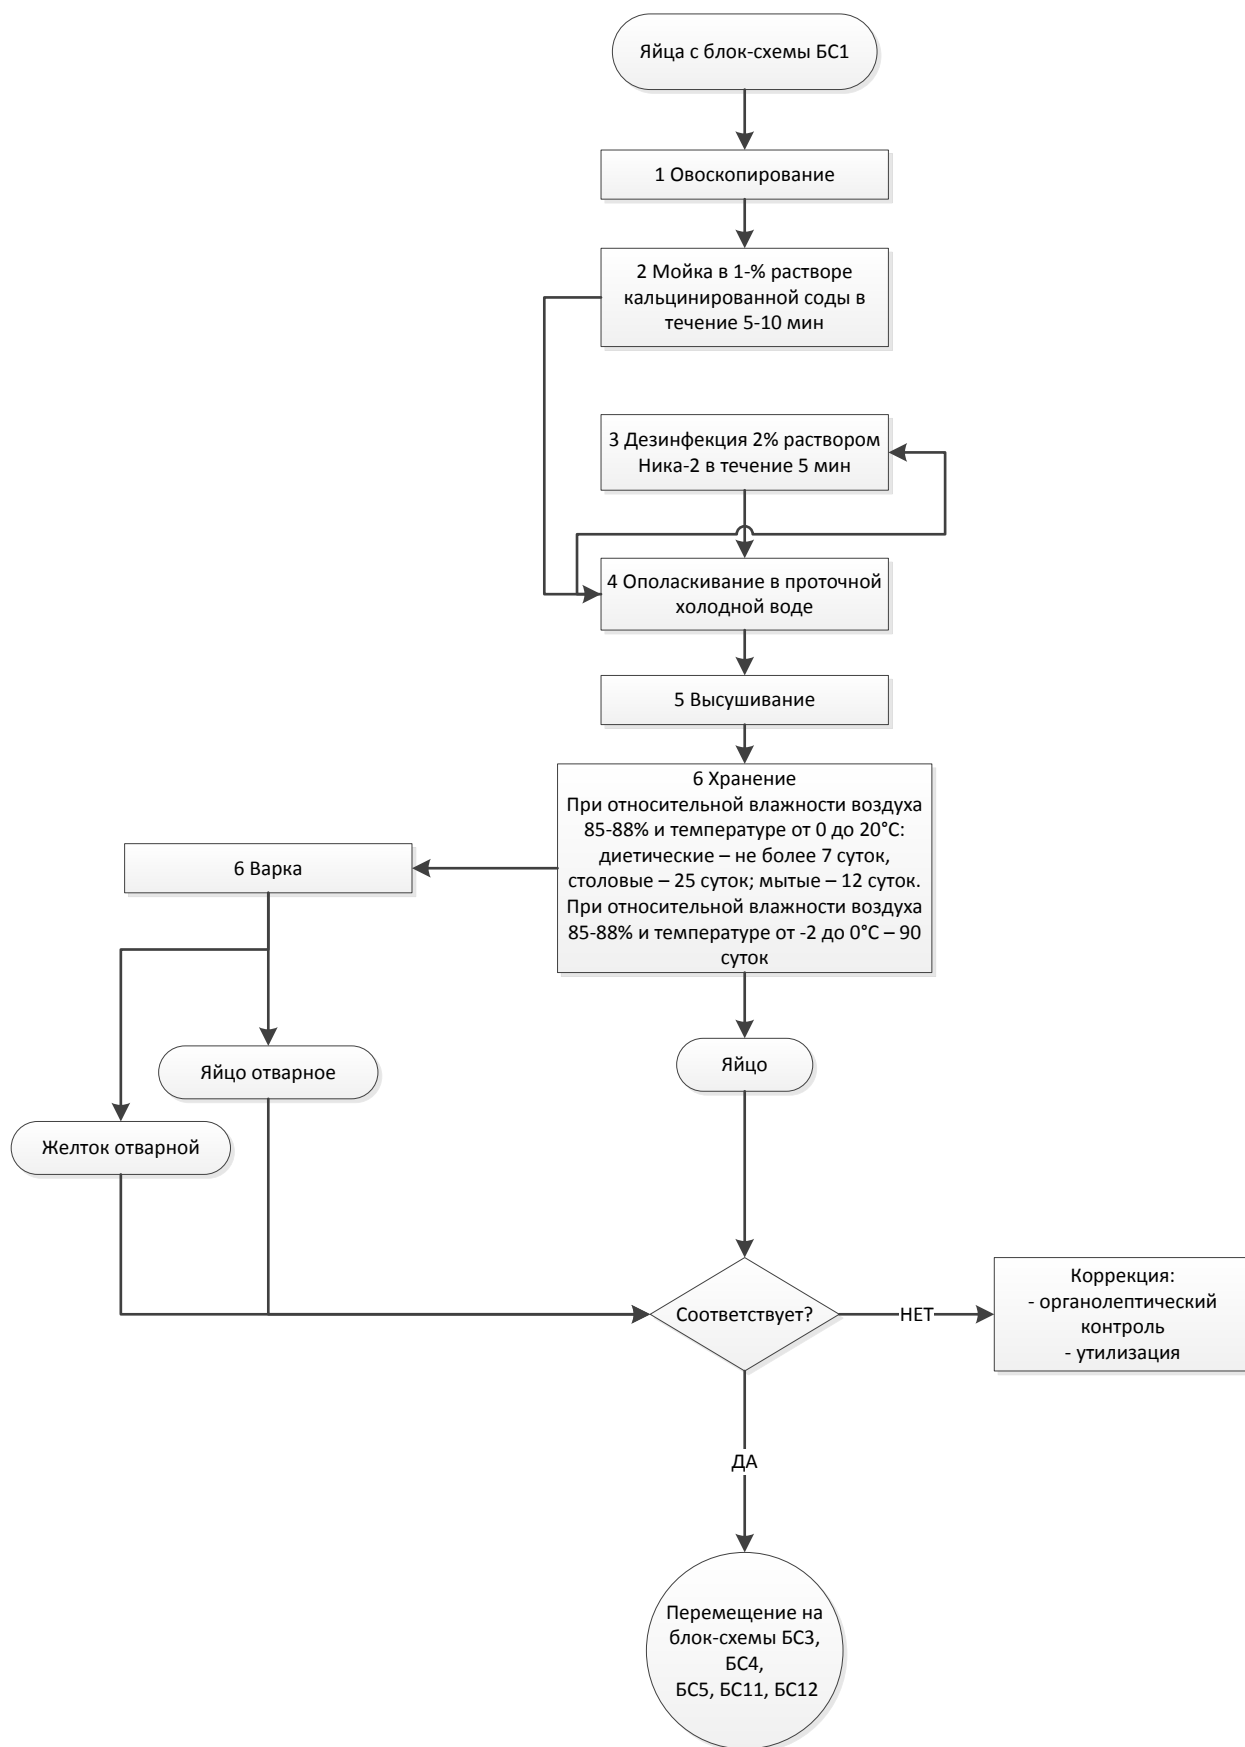 Яйца с блок-схемы БС1
1 Овоскопирование
2 Мойка в 1-% растворе
кальцинированной соды в
течение 5-10 мин
3 Дезинфекция 2% раствором
Ника-2 в течение 5 мин
4 Ополаскивание в проточной
холодной воде
5 Высушивание
6 Хранение
При относительной влажности воздуха
85-88% и температуре от 0 до 20°C:
диетические – не более 7 суток,
столовые – 25 суток; мытые – 12 суток.
При относительной влажности воздуха
85-88% и температуре от -2 до 0°C – 90
суток
6 Варка
Яйцо отварное
Яйцо
Желток отварной
Соответствует?
НЕТ
Коррекция:
- органолептический
контроль
- утилизация
ДА
Перемещение на
блок-схемы БС3,
БС4,
БС5, БС11, БС12